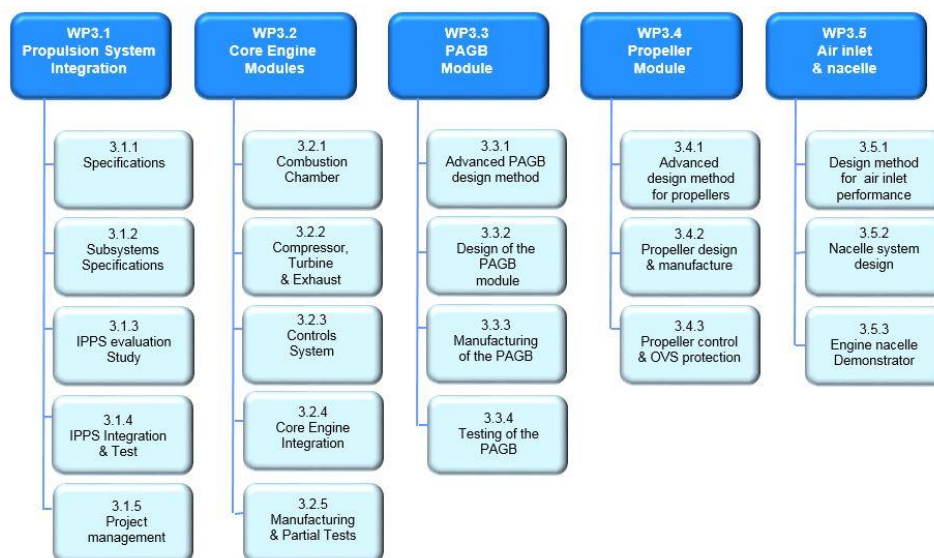 WP3.1
Propulsion System
Integration
3.1.1
Specifications
3.1.2
Subsystems
Specifications
3.1.3
IPPS evaluation
Study
3.1.4
IPPS Integration
& Test
3.1.5
Project
management
WP3.2
Core Engine
Modules
3.2.1
Combustion
Chamber
3.2.2
Compressor,
Turbine
& Exhaust
3.2.3
Controls
System
3.2.4
Core Engine
Integration
3.2.5
Manufacturing
& Partial Tests
WP3.3
PAGB
Module
3.3.1
Advanced PAGB
design method
3.3.2
Design of the
PAGB
module
3.3.3
Manufacturing
of the PAGB
3.3.4
Testing of the
PAGB
WP3.4
Propeller
Module
3.4.1
Advanced
design method
for propellers
3.4.2
Propeller design
& manufacture
3.4.3
Propeller control
& OVS protection
WP3.5
Air inlet
& nacelle
3.5.1
Design method
for air inlet
performance
3.5.2
Nacelle system
design
3.5.3
Engine nacelle
Demonstrator